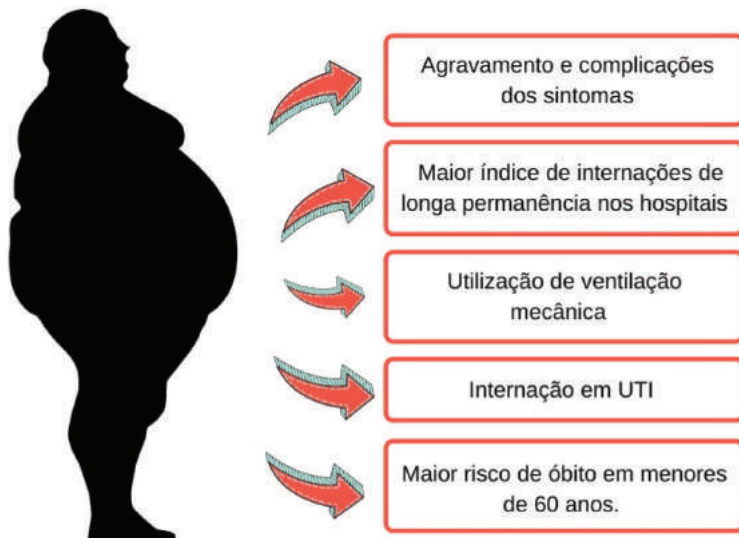 Agravamento e complicações
dos sintomas
Maior índice de internações de
longa permanência nos hospitais
Utilização de ventilação
mecânica
Internação em UTI
Maior risco de óbito em menores
de 60 anos.